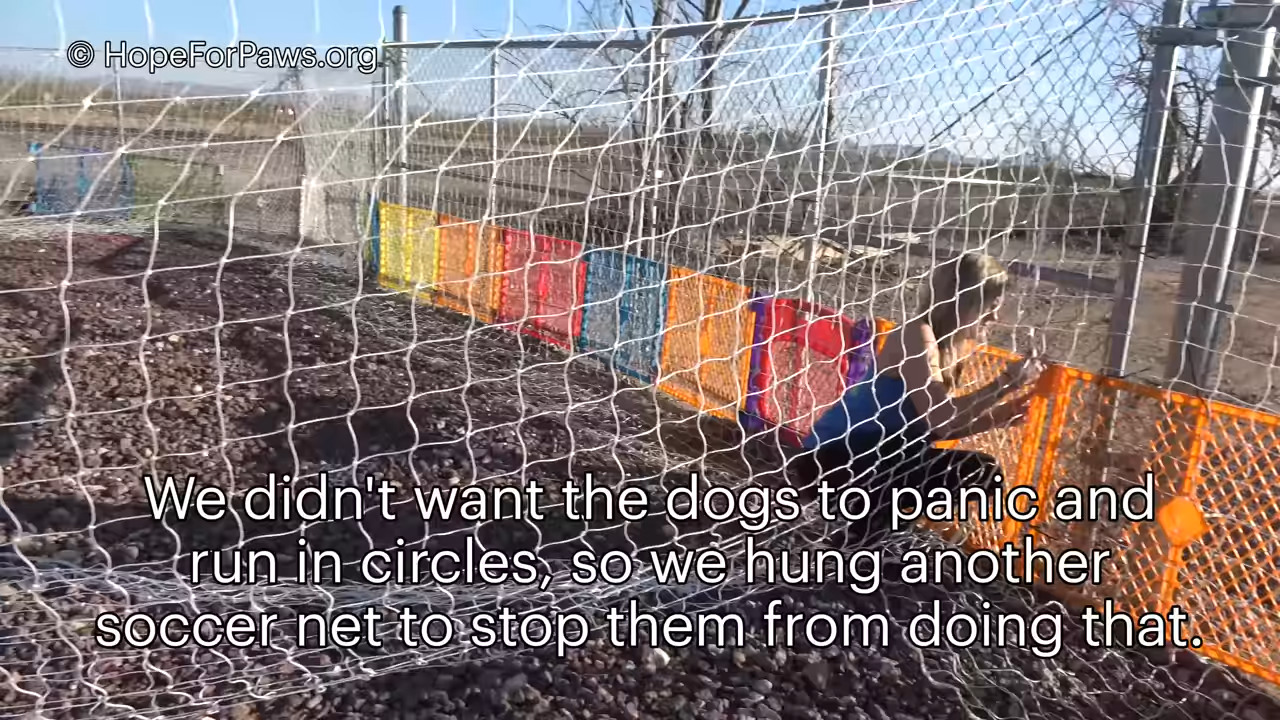 © HopeForPaws.org
We didn't want the dogs to panic and
run in circles, so we hung another
soccer net to stop them from doing that.